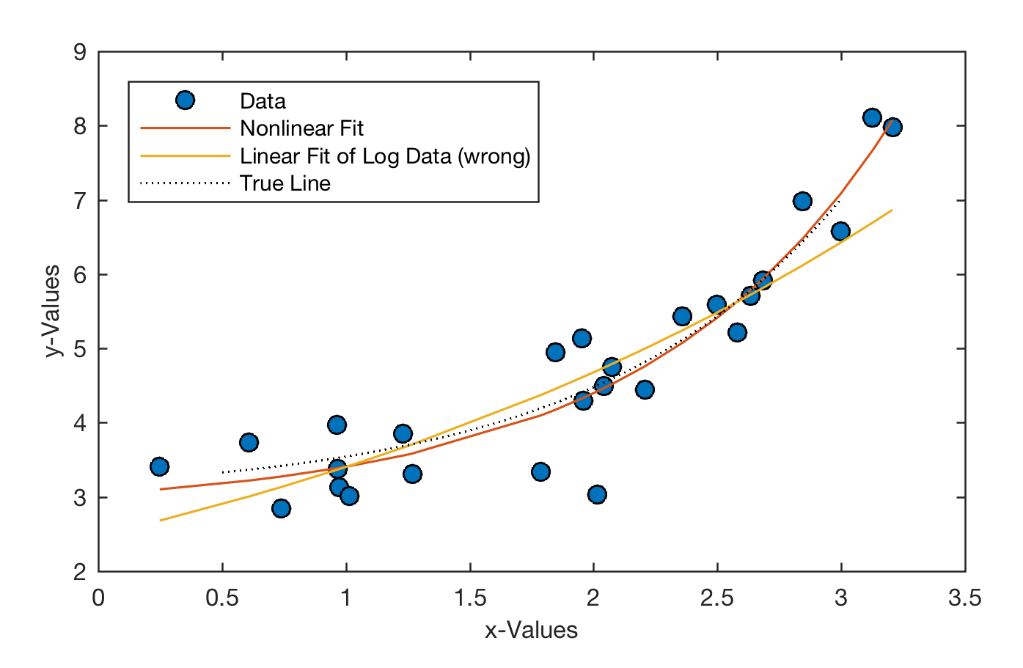 9
8
7
6
5
4
3
2
y-Values
Data
Nonlinear Fit
Linear Fit of Log Data (wrong)
True Line
0 0.5 1 1.5 2 2.5 3 3.5
x-Values